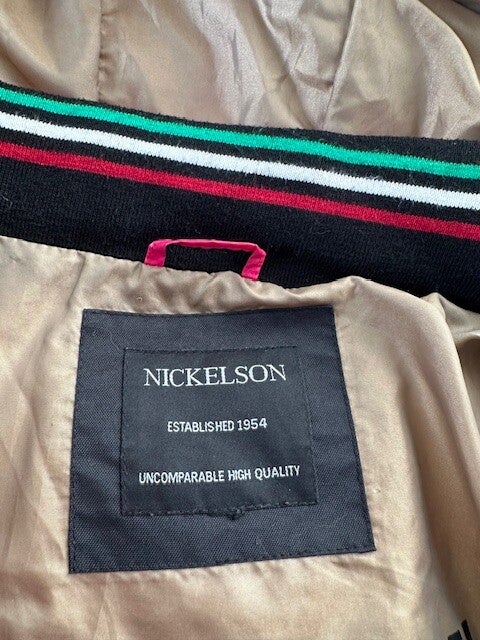 NICKELSON
ESTABLISHED 1954
UNCOMPARABLE HIGH QUALITY